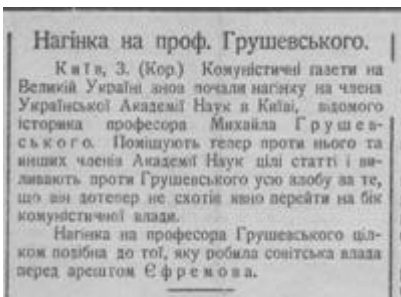 Нагінка на проф. Грушевського.
Київ, 3. (Кор.) Комуністичні газети на
Великій Україні знов почали нагінку на члена
Української Академії Наук в Київі, відомого
історика професора Михайла Грушев-
ського. Поміщують тепер проти нього та
инших членів Академії Наук цілі статті і ви-
ливають проти Грушевського усю злобу за те,
що він дотепер не схотів явно перейти на бік
комуністичної влади.
Нагінка на професора Грушевського ціл-
ком подібна до тої, яку робила совітська влада
перед арештом Єфремова.